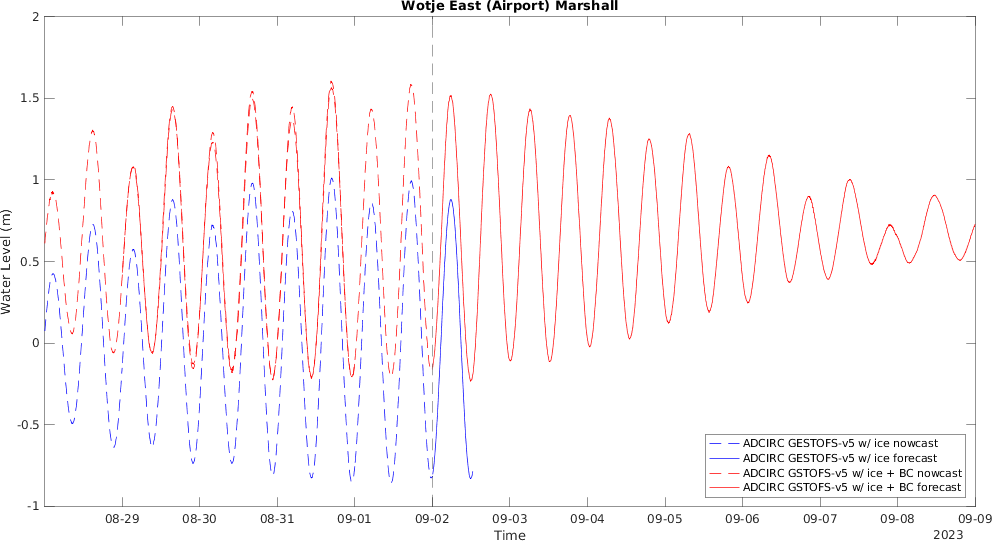 Wotje East (Airport) Marshall
2
1.5
1
0.5
0
-0.5
-1
Water Level (m)
08-29 08-30 08-31 09-01 09-02 09-03 09-04 09-05 09-06 09-07 09-08 09-09
Time
2023
ADCIRC GESTOFS-v5 w/ ice nowcast
ADCIRC GESTOFS-v5 w/ ice forecast
ADCIRC GSTOFS-v5 w/ ice + BC nowcast
ADCIRC GSTOFS-v5 w/ ice + BC forecast